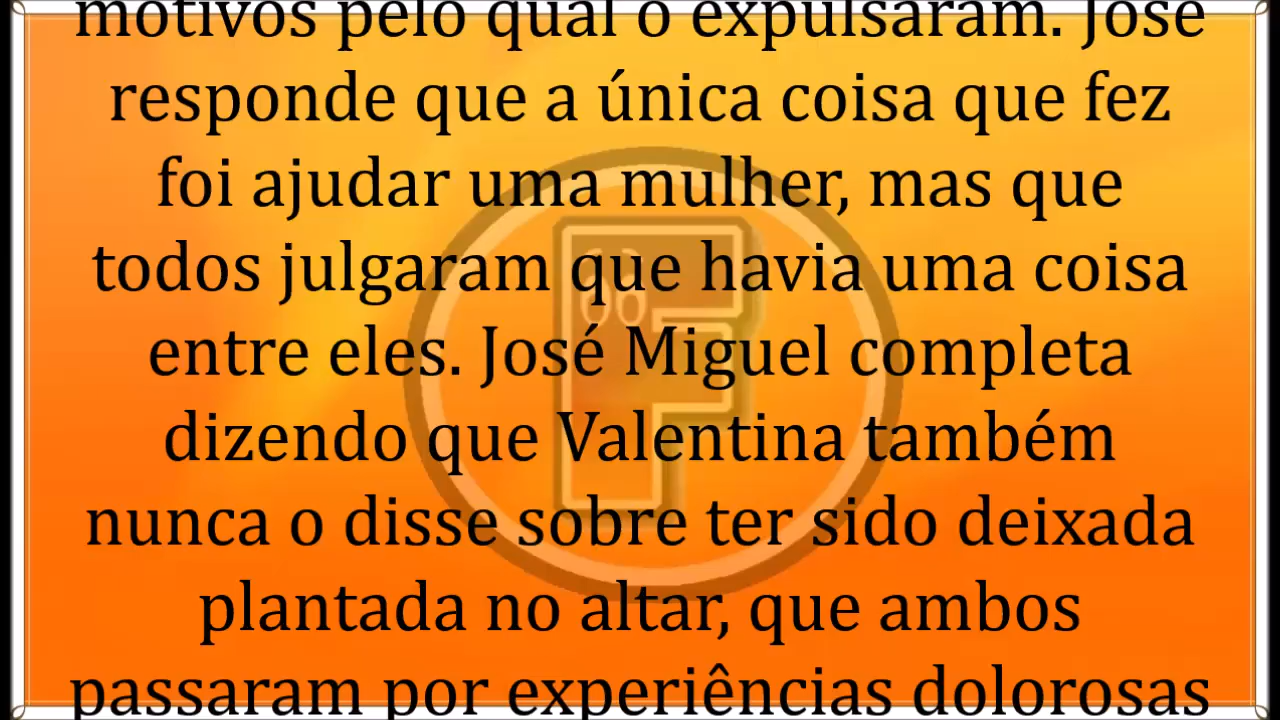 motivos pelo qual o expulsaram. José
responde que a única coisa que fez
foi ajudar uma mulher, mas que
todos julgaram que havia uma coisa
entre eles. José Miguel completa
dizendo que Valentina também
nunca o disse sobre ter sido deixada
plantada no altar, que ambos
passaram por experiências dolorosas